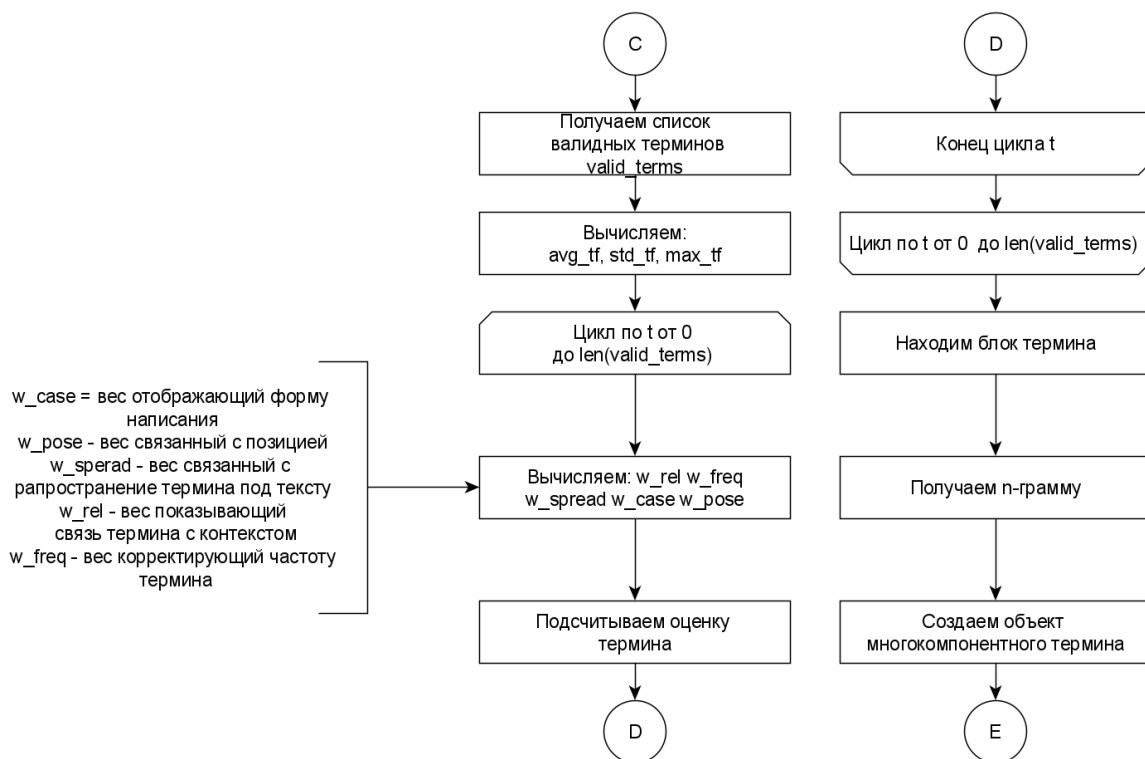 C
Получаем список
валидных терминов
valid_terms
Вычисляем:
avg_tf, std_tf, max_tf
Цикл по t от 0
до len(valid_terms)
w_case = вес отображающий форму
написания
w_pose - вес связанный с позицией
w_sperad - вес связанный с
рапространение термина под тексту
w_rel - вес показывающий
связь термина с контекстом
w_freq - вес корректирующий частоту
термина
Вычисляем: w_rel w_freq
w_spread w_case w_pose
Подсчитываем оценку
термина
D
D
Конец цикла t
Цикл по t от 0 до len(valid_terms)
Находим блок термина
Получаем n-грамму
Создаем объект
многокомпонентного термина
E